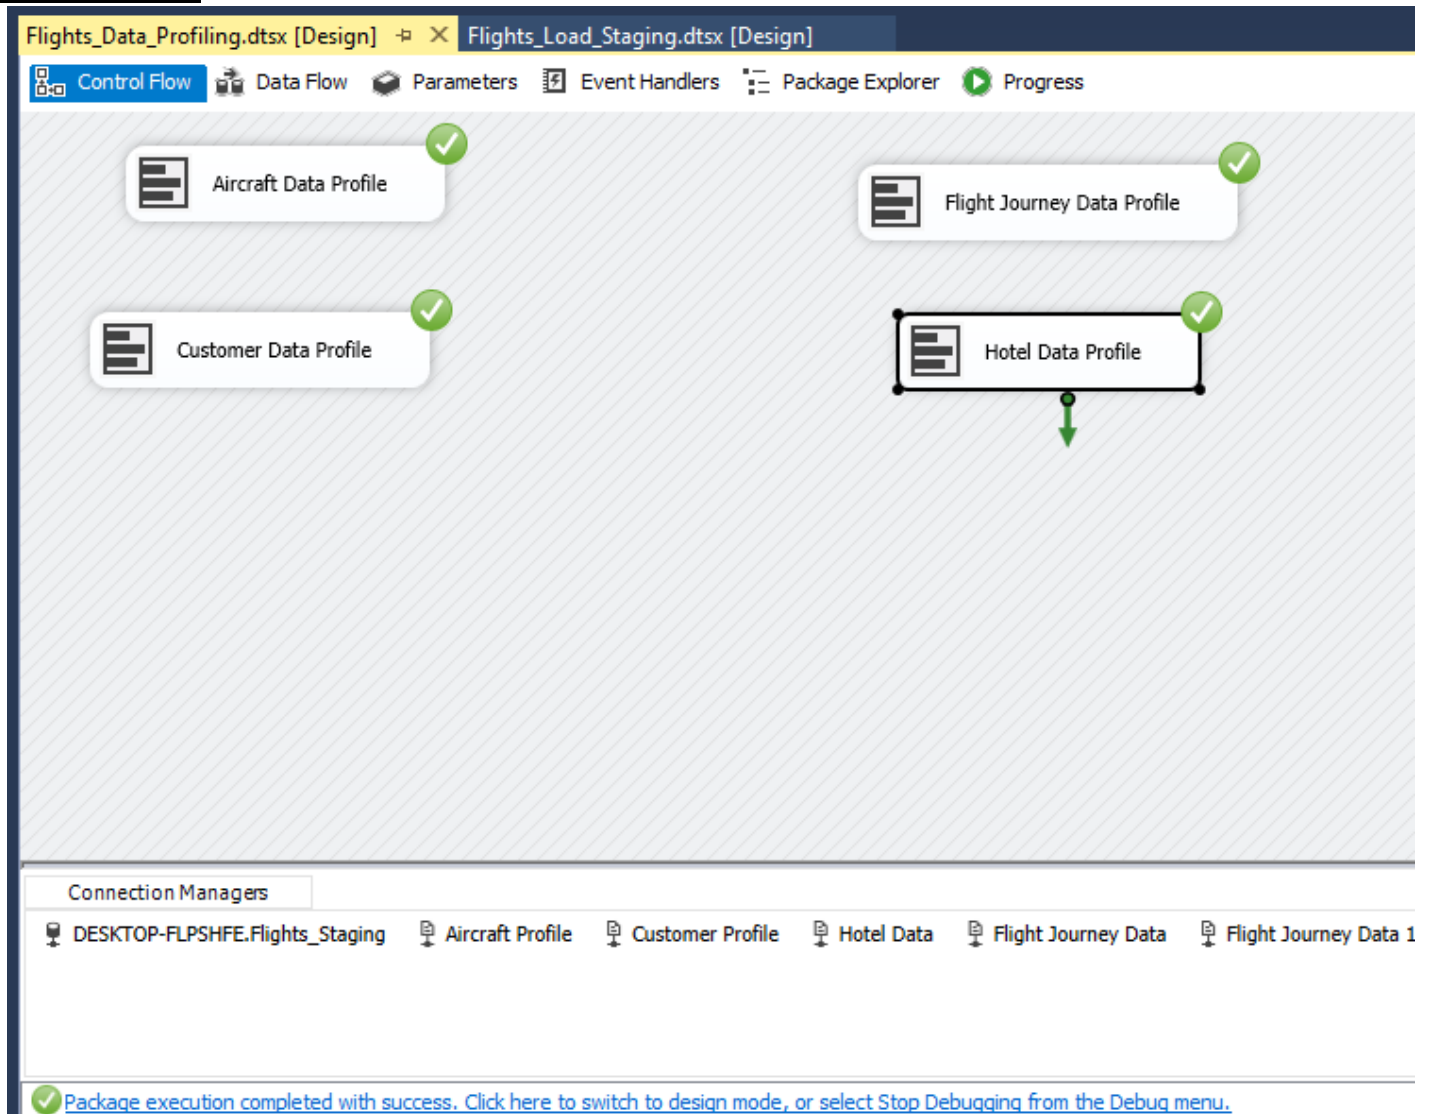 Flights_Data_Profiling.dtsx [Design] Flights_Load_Staging.dtsx [Design]
Control Flow Data Flow Parameters Event Handlers Package Explorer Progress
Aircraft Data Profile
Flight Journey Data Profile
Customer Data Profile
Hotel Data Profile
Connection Managers
DESKTOP-FLPSHFE.Flights_Staging Aircraft Profile Customer Profile Hotel Data Flight Journey Data Flight Journey Data 1
Package execution completed with success. Click here to switch to design mode, or select Stop Debugging from the Debug menu.